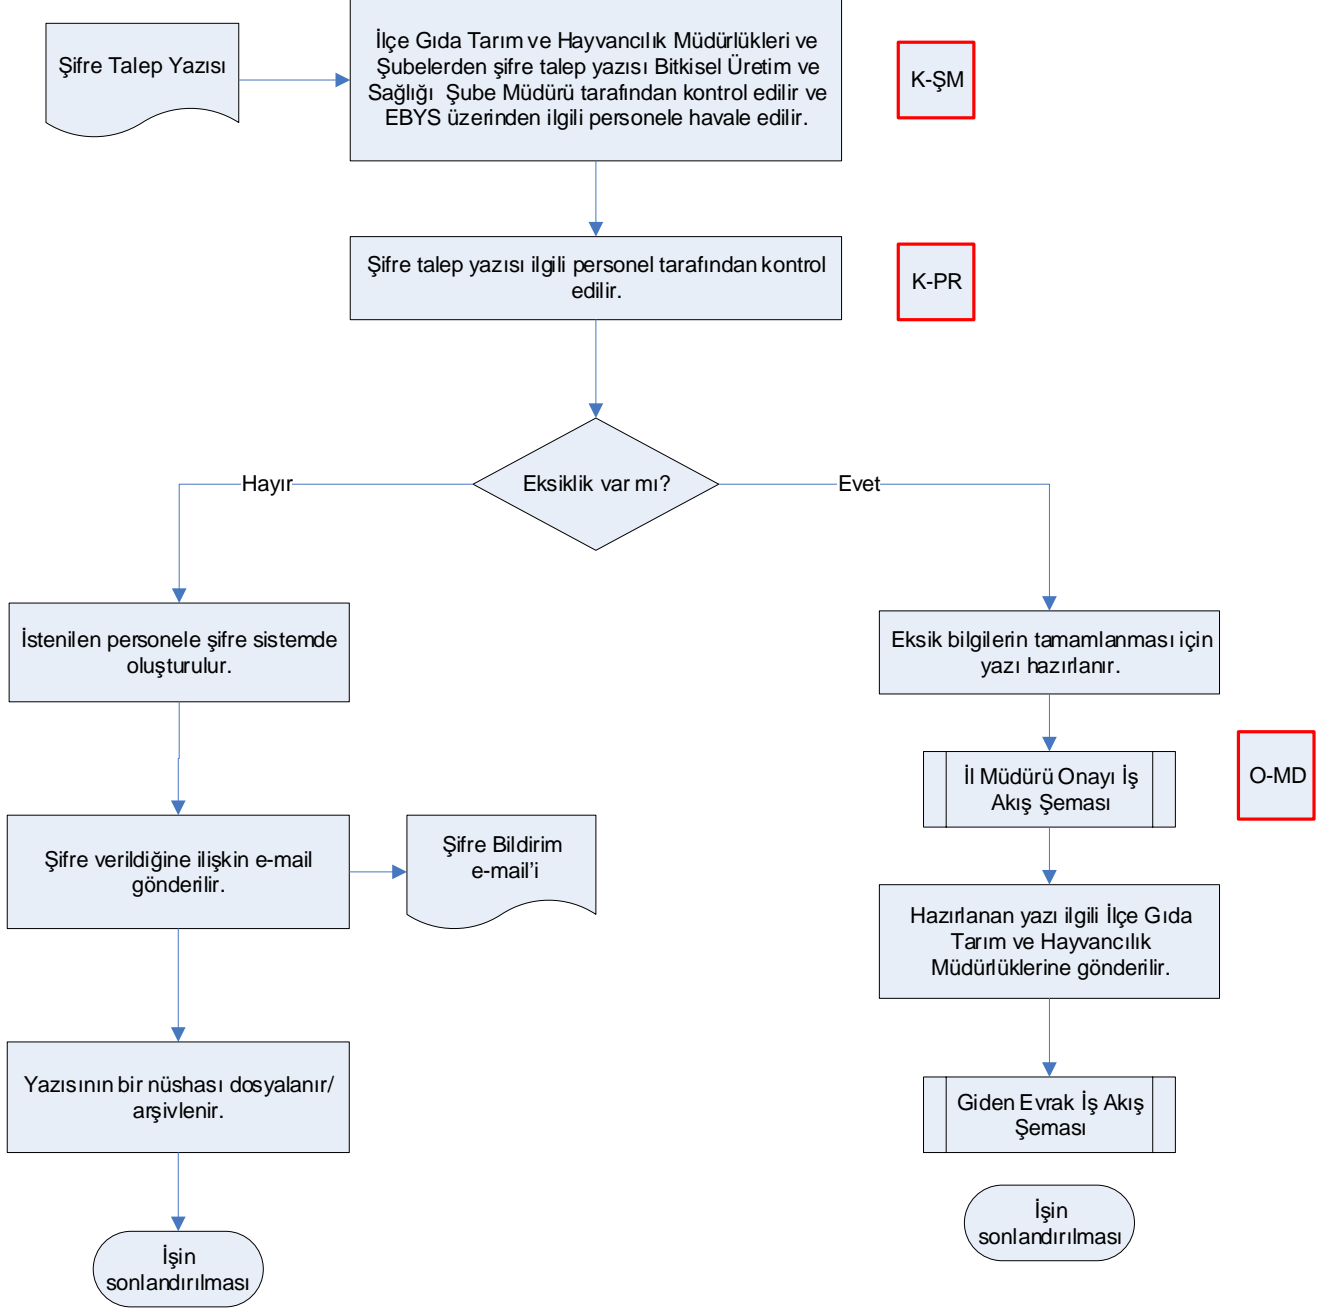 Şifre Talep Yazısı
İlçe Gıda Tarım ve Hayvancılık Müdürlükleri ve
Şubelerden şifre talep yazısı Bitkisel Üretim ve
Sağlığı Şube Müdürü tarafından kontrol edilir ve
EBYS üzerinden ilgili personele havale edilir.
K-ŞM
Şifre talep yazısı ilgili personel tarafından kontrol
edilir.
K-PR
Eksiklik var mı?
Hayır
Evet
İstenilen personele şifre sistemde
oluşturulur.
Eksik bilgilerin tamamlanması için
yazı hazırlanır.
İl Müdürü Onayı İş
Akış Şeması
O-MD
Şifre verildiğine ilişkin e-mail
gönderilir.
Şifre Bildirim
e-mail'i
Hazırlanan yazı ilgili İlçe Gıda
Tarım ve Hayvancılık
Müdürlüklerine gönderilir.
Yazısının bir nüshası dosyalanır/
arşivlenir.
Giden Evrak İş Akış
Şeması
İşin
sonlandırılması
İşin
sonlandırılması